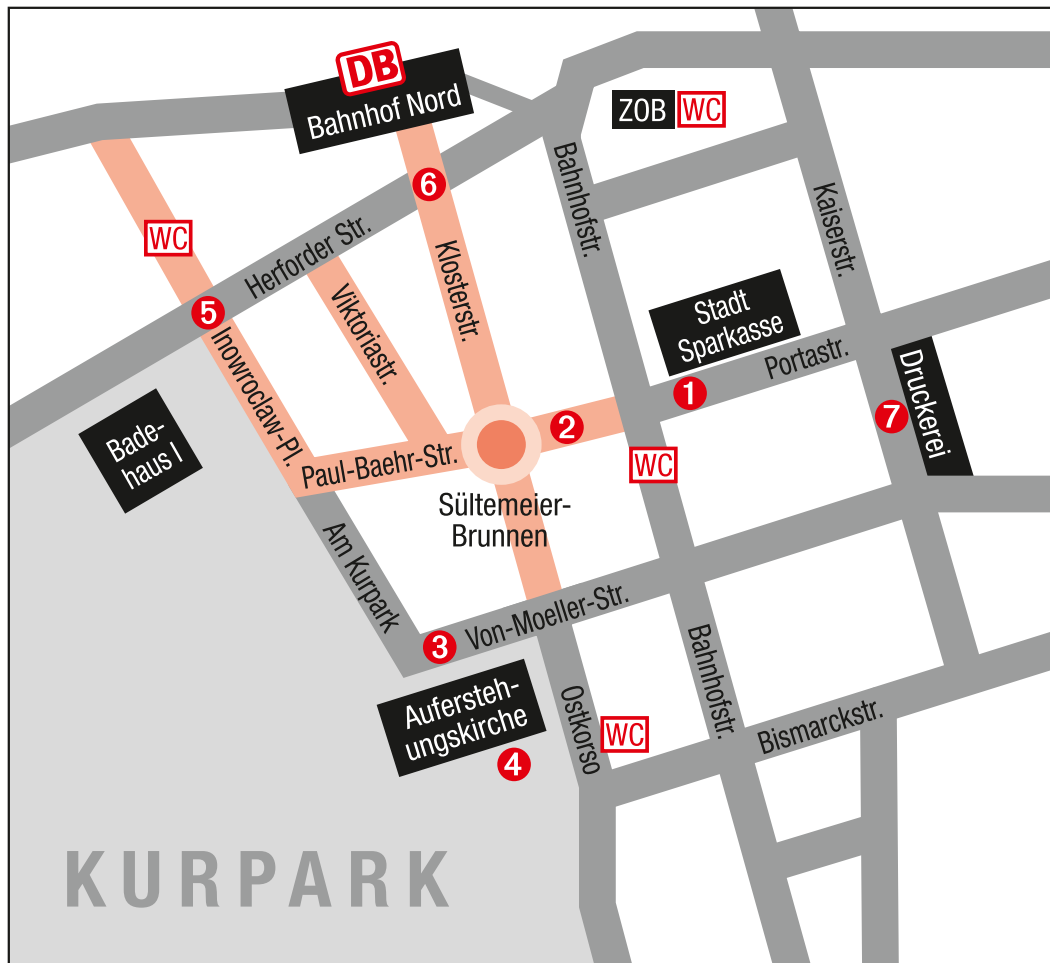 DB
Bahnhof Nord
ZOB WC
6
Bahnhofstr.
Kaiserstr.
WC
Herforder Str.
Klosterstr.
5
Viktoriastr.
Stadt
Sparkasse
Inowroclaw-Pl.
Portastr.
Druckerei
1
7
2
Bade-
haus I
Paul-Baehr-Str.
WC
Sültemeier-
Brunnen
Am Kurpark
Von-Moeller-Str.
3
Bahnhofstr.
Aufersteh-
ungskirche
Ostkorso
WC
Bismarckstr.
4
KURPARK